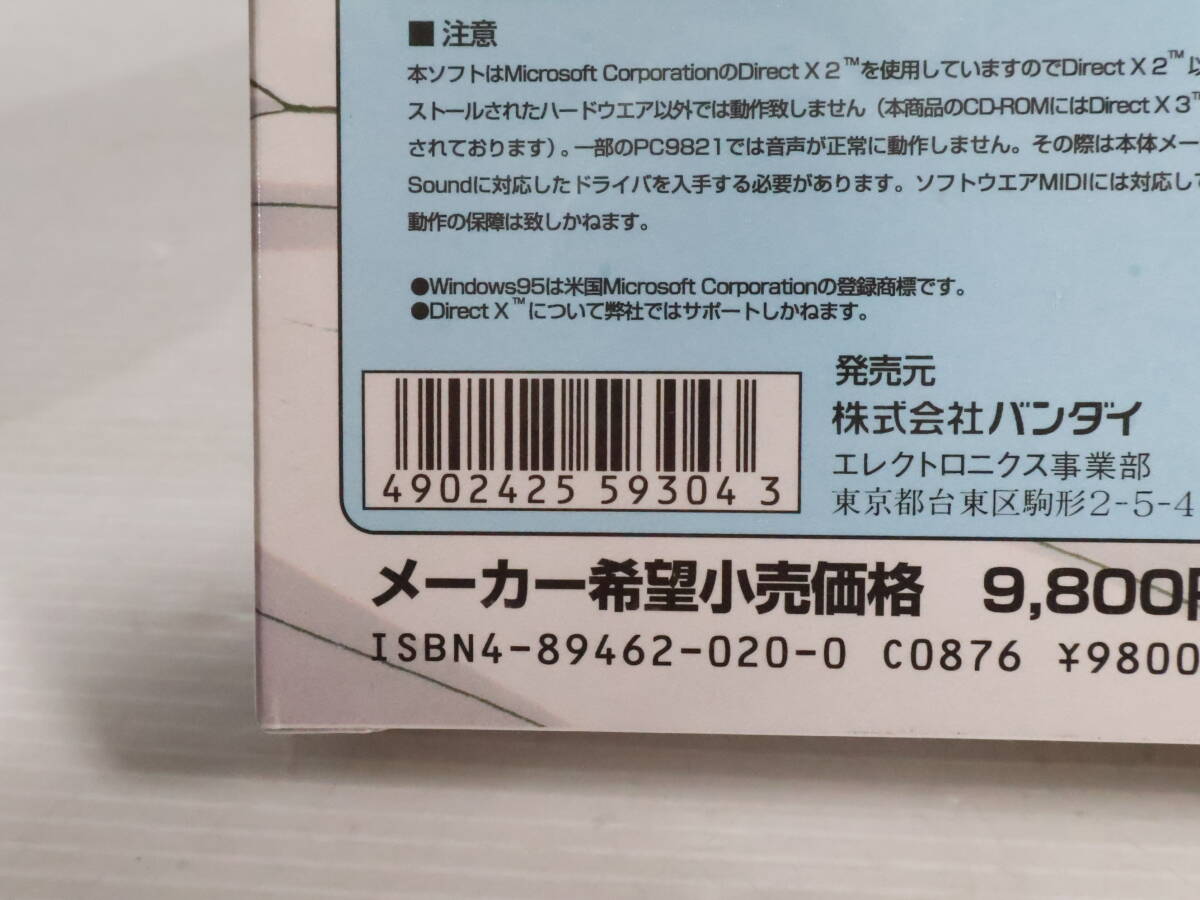 ■ 注意
本ソフトはMicrosoft CorporationのDirect X 2™を使用していますのでDirect X 2™以
ストールされたハードウエア以外では動作致しません（本商品のCD-ROMにはDirect X 3™
されております）。一部のPC9821では音声が正常に動作しません。その際は本体メー
Soundに対応したドライバを入手する必要があります。ソフトウエアMIDIには対応して
動作の保障は致しかねます。
●Windows95は米国Microsoft Corporationの登録商標です。
●Direct X™について弊社ではサポートしかねます。
発売元
株式会社バンダイ
エレクトロニクス事業部
東京都台東区駒形2-5-4
4902425 59304 3
メーカー希望小売価格 9,800円
ISBN4-89462-020-0 C0876 ¥9800